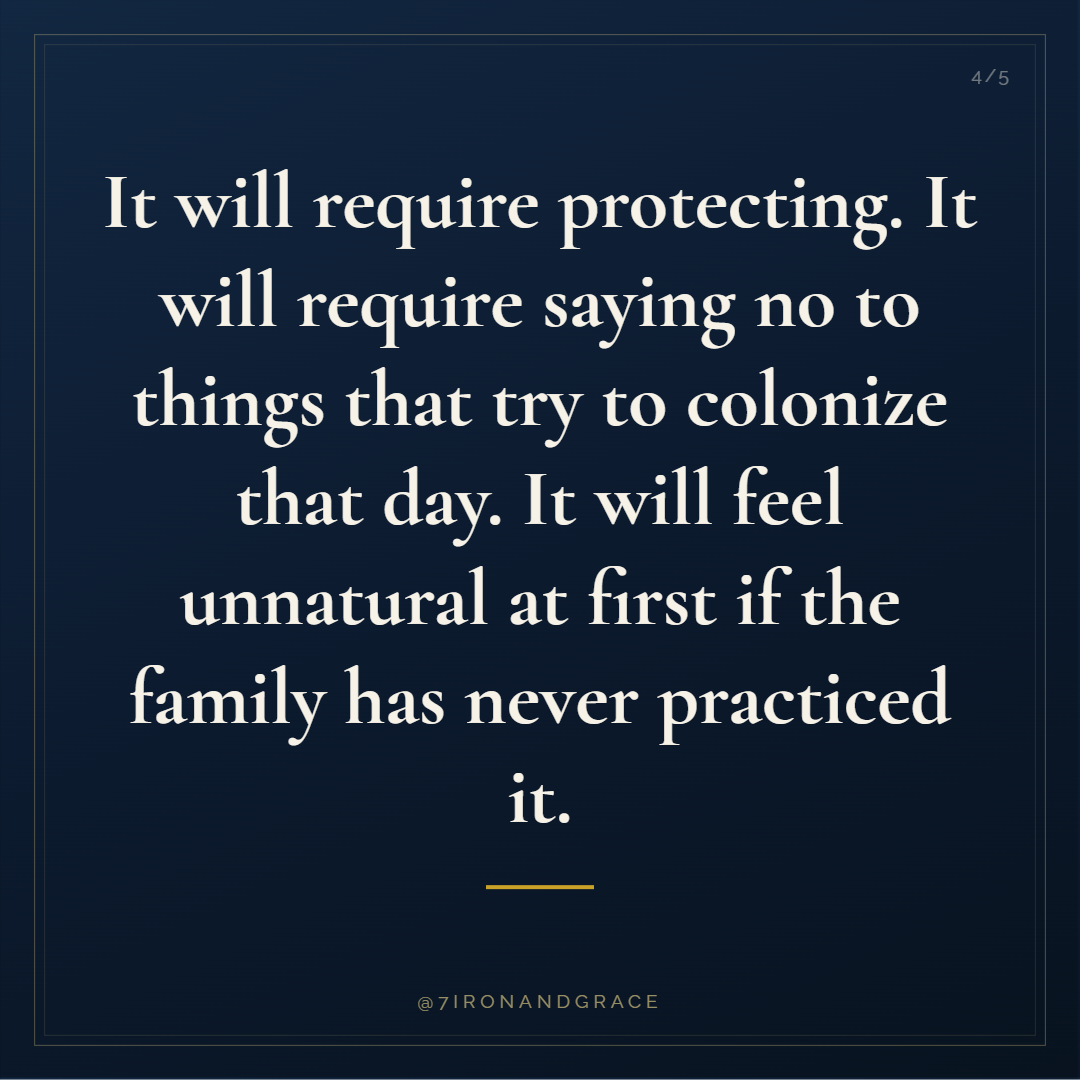 4/5
It will require protecting. It
will require saying no to
things that try to colonize
that day. It will feel
unnatural at first if the
family has never practiced
it.
@7IRONANDGRACE